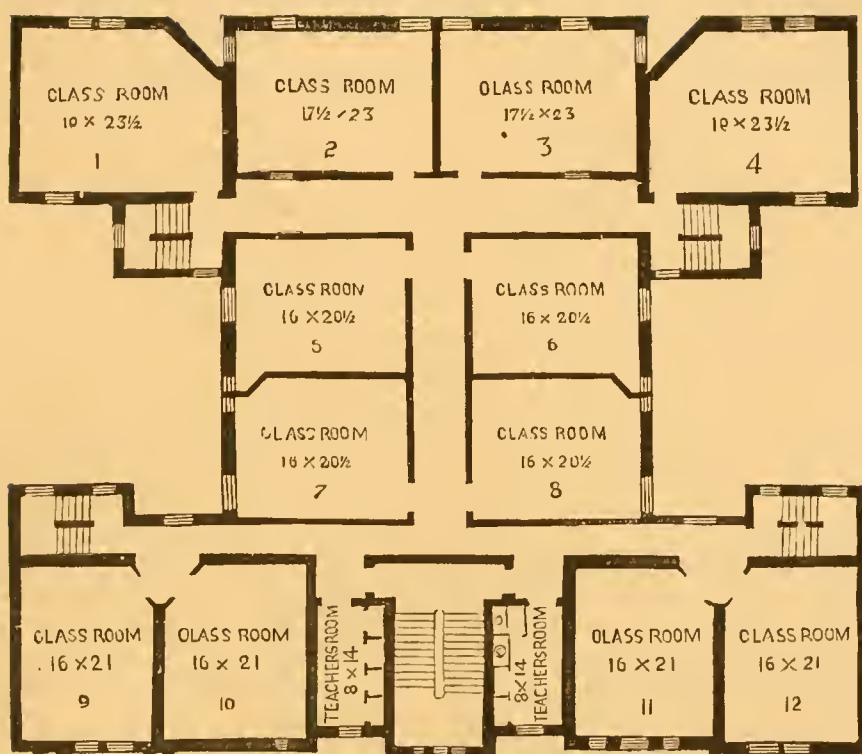 CLASS ROOM
19 × 23½
1
CLASS ROOM
17½ × 23
2
CLASS ROOM
17½ × 23
3
CLASS ROOM
19 × 23½
4
CLASS ROOM
16 × 20½
5
CLASS ROOM
16 × 20½
6
CLASS ROOM
16 × 20½
7
CLASS ROOM
16 × 20½
8
CLASS ROOM
16 × 21
9
CLASS ROOM
16 × 21
10
TEACHERS ROOM
8 × 14
TEACHERS ROOM
8 × 14
CLASS ROOM
16 × 21
11
CLASS ROOM
16 × 21
12